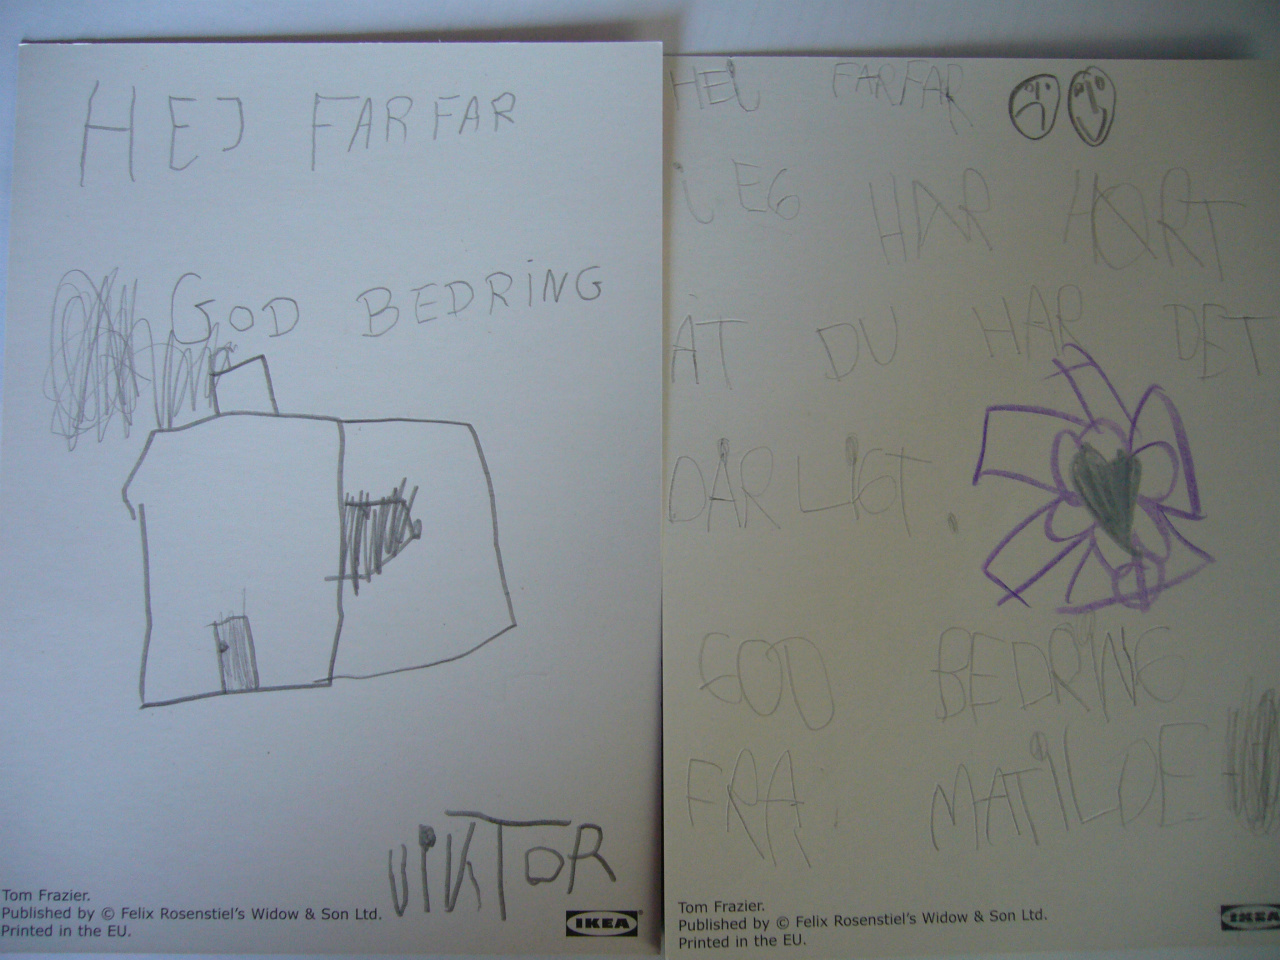 HEJ FARFAR
GOD BEDRING
VIKTOR
Tom Frazier.
Published by © Felix Rosenstiel's Widow & Son Ltd.
Printed in the EU.
IKEA
HEJ FARFAR
JEG HAR HØRT
AT DU HAR DET
DÅRLIGT.
GOD BEDRING
FRA: MATILDE
Tom Frazier.
Published by © Felix Rosenstiel's Widow & Son Ltd.
Printed in the EU.
IKEA